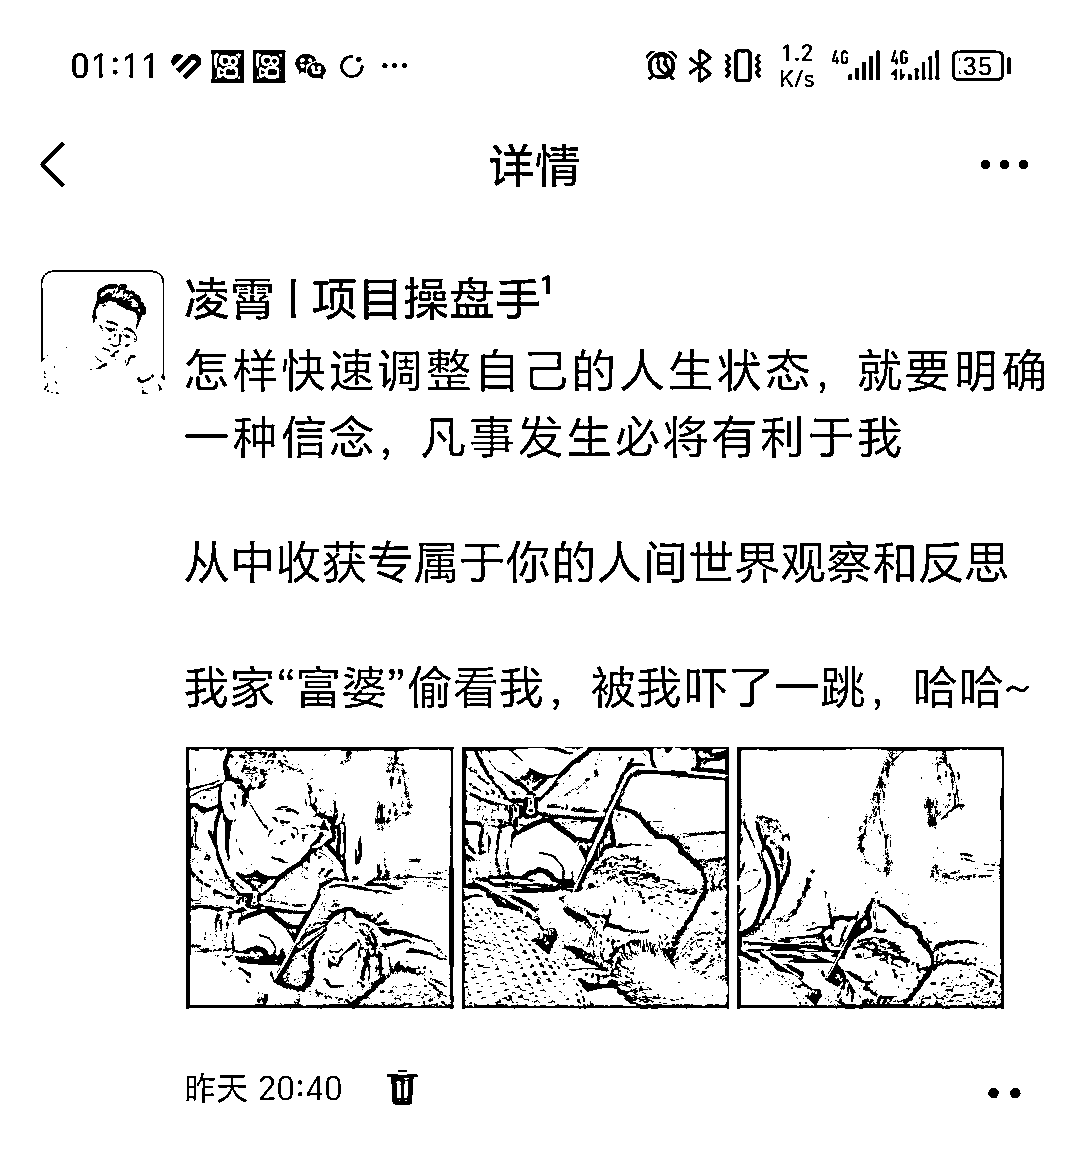 01:11 ··· 1.2 K/s 4G 4G 35
详情
凌霄 | 项目操盘手¹
怎样快速调整自己的人生状态，就要明确
一种信念，凡事发生必将有利于我
从中收获专属于你的人间世界观察和反思
我家“富婆”偷看我，被我吓了一跳，哈哈~
昨天 20:40